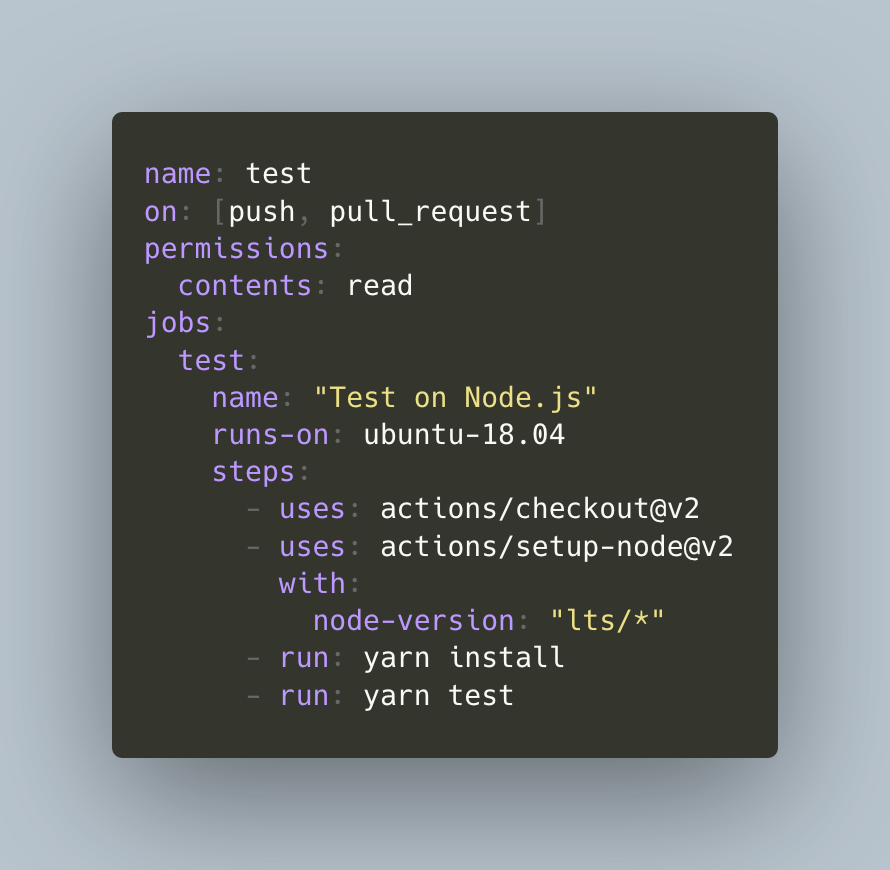 name: test
on: [push, pull_request]
permissions:
  contents: read
jobs:
  test:
    name: "Test on Node.js"
    runs-on: ubuntu-18.04
    steps:
      - uses: actions/checkout@v2
      - uses: actions/setup-node@v2
        with:
          node-version: "lts/*"
      - run: yarn install
      - run: yarn test